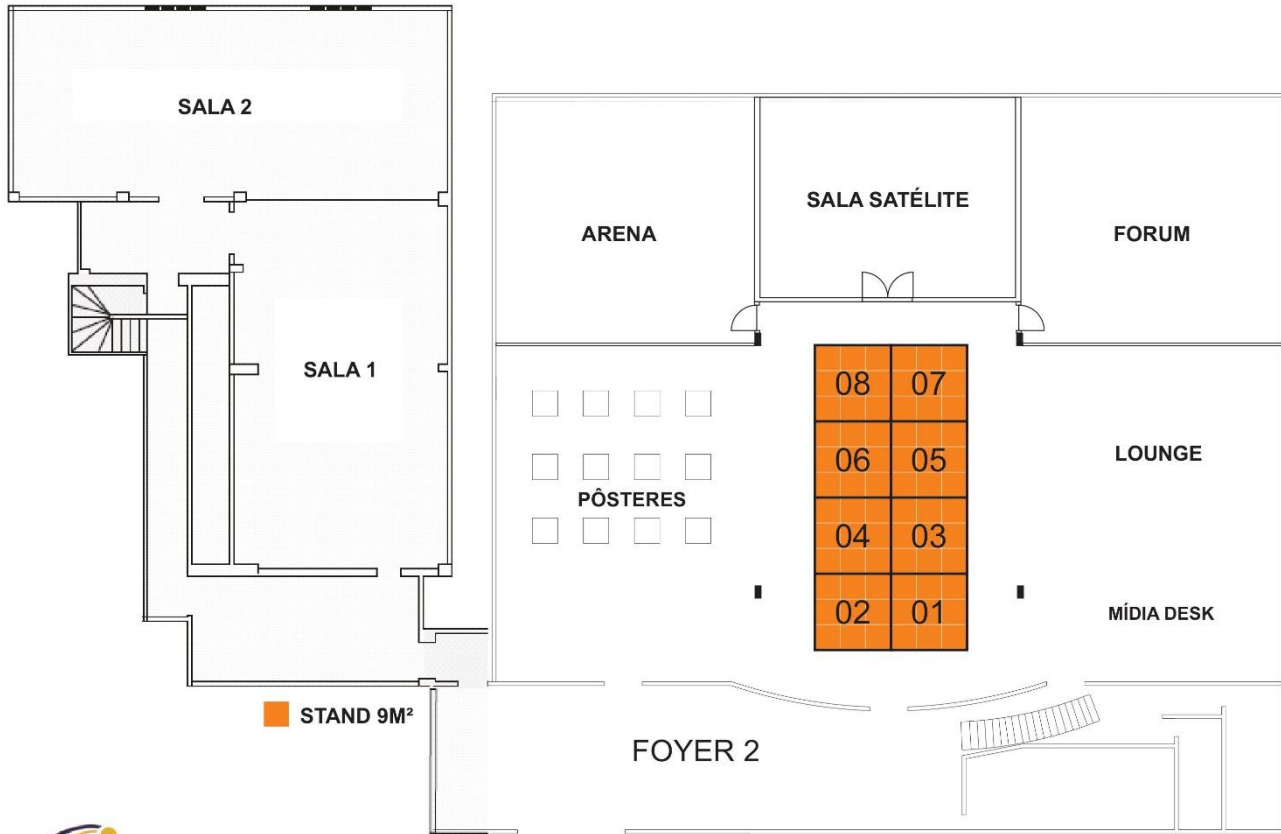 SALA 2
SALA SATÉLITE
ARENA
FORUM
SALA 1
08 07
06 05
LOUNGE
PÔSTERES
04 03
02 01
MÍDIA DESK
STAND 9M²
FOYER 2